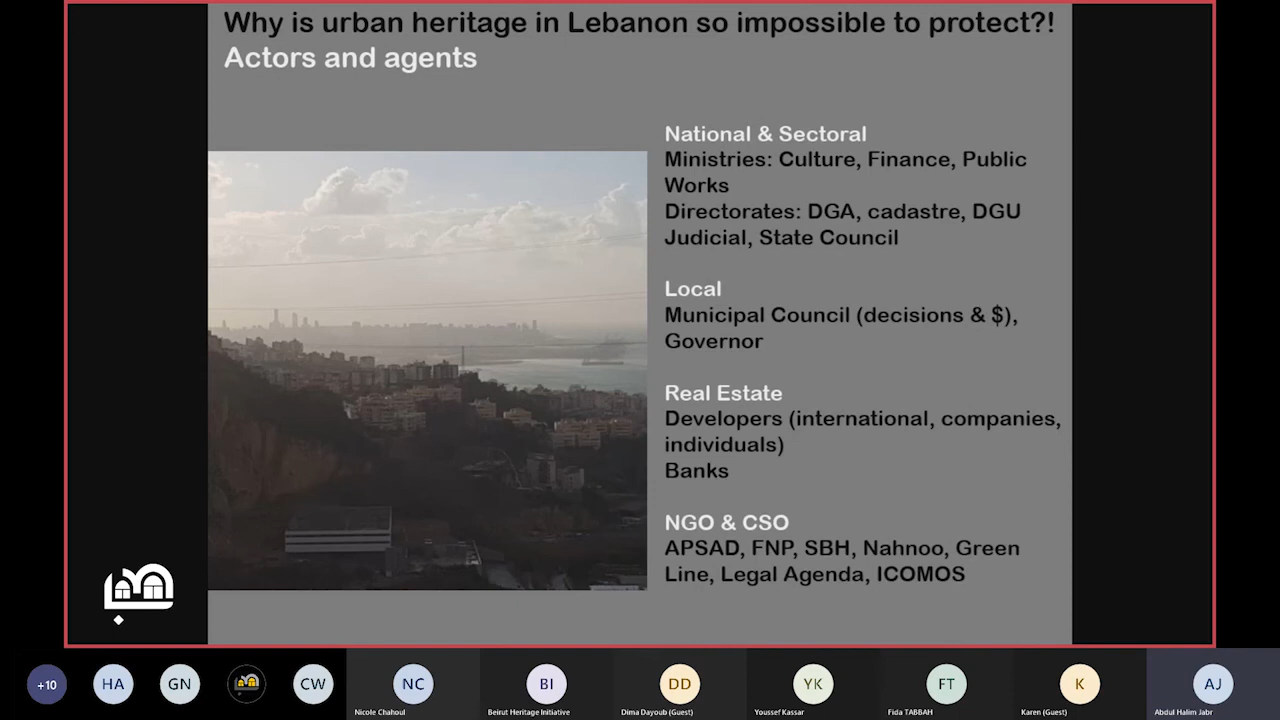 Why is urban heritage in Lebanon so impossible to protect?!
Actors and agents
National & Sectoral
Ministries: Culture, Finance, Public
Works
Directorates: DGA, cadastre, DGU
Judicial, State Council
Local
Municipal Council (decisions & $),
Governor
Real Estate
Developers (international, companies,
individuals)
Banks
NGO & CSO
APSAD, FNP, SBH, Nahnoo, Green
Line, Legal Agenda, ICOMOS
+10
HA
GN
CW
NC
BI
DD
YK
FT
K
AJ
Nicole Chahoul
Beirut Heritage Initiative
Dima Dayoub (Guest)
Youssef Kassar
Fida TABBAH
Karen (Guest)
Abdul Halim Jabr